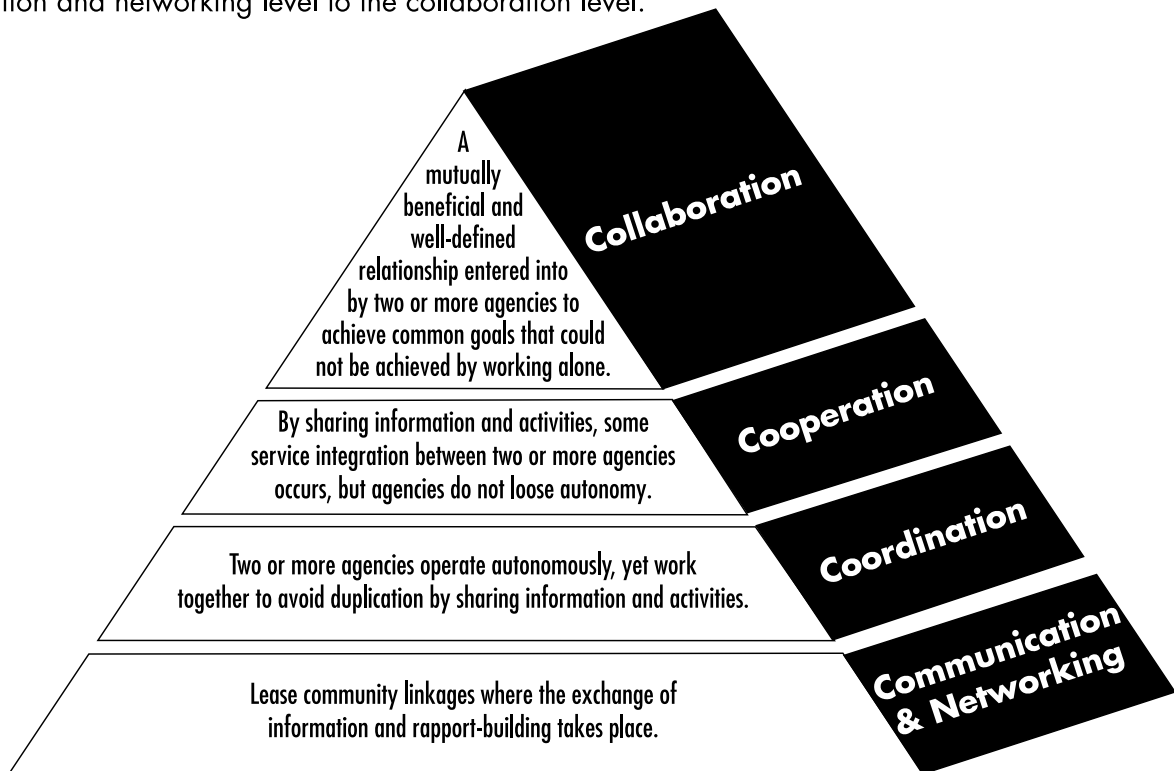 tion and networking level to the collaboration level.
A
mutually
beneficial and
well-defined
relationship entered into
by two or more agencies to
achieve common goals that could
not be achieved by working alone.
Collaboration
By sharing information and activities, some
service integration between two or more agencies
occurs, but agencies do not loose autonomy.
Cooperation
Two or more agencies operate autonomously, yet work
together to avoid duplication by sharing information and activities.
Coordination
Lease community linkages where the exchange of
information and rapport-building takes place.
Communication
& Networking